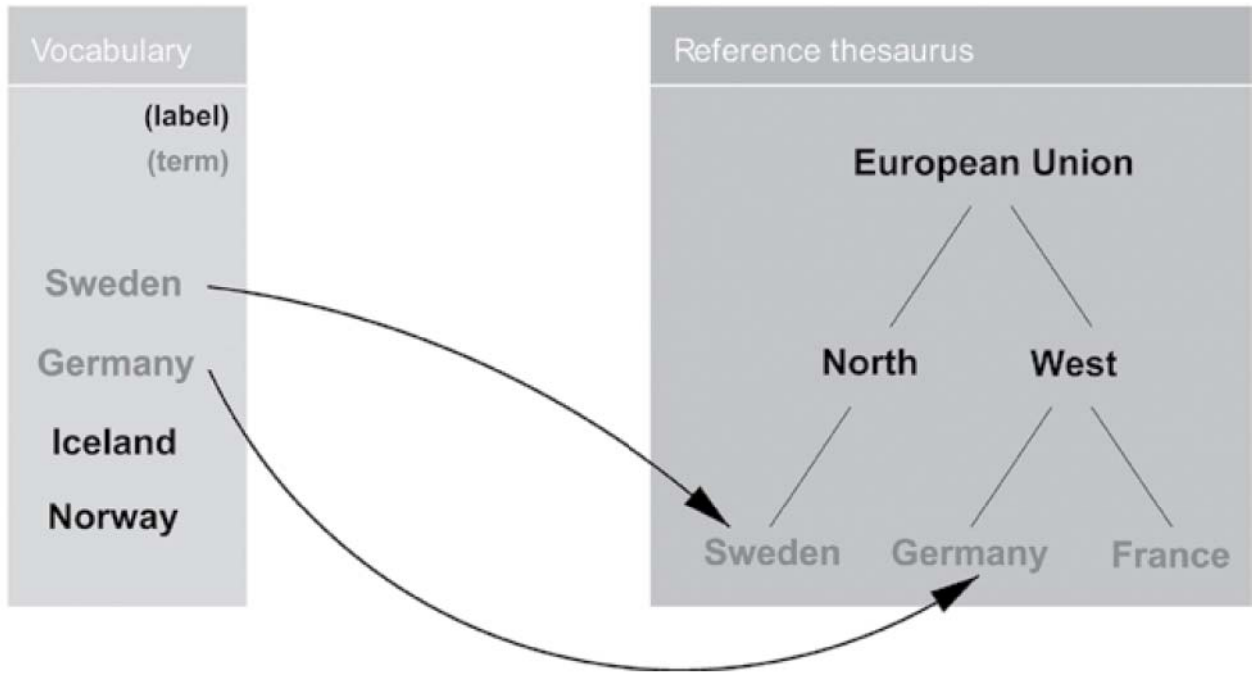 Vocabulary
(label)
(term)
Sweden
Germany
Iceland
Norway
Reference thesaurus
European Union
North West
Sweden Germany France